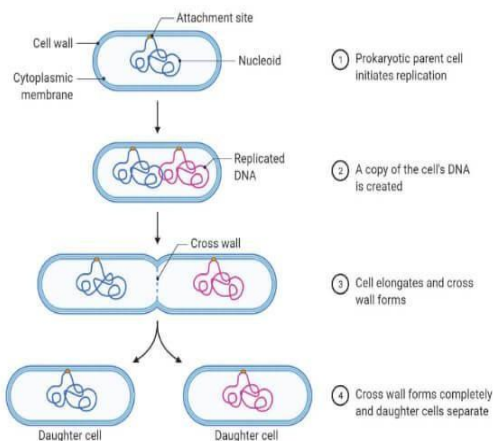 Attachment site
Cell wall
Nucleoid
Cytoplasmic
membrane
1 Prokaryotic parent cell
initiates replication
Replicated
DNA
2 A copy of the cell's DNA
is created
Cross wall
3 Cell elongates and cross
wall forms
4 Cross wall forms completely
and daughter cells separate
Daughter cell
Daughter cell